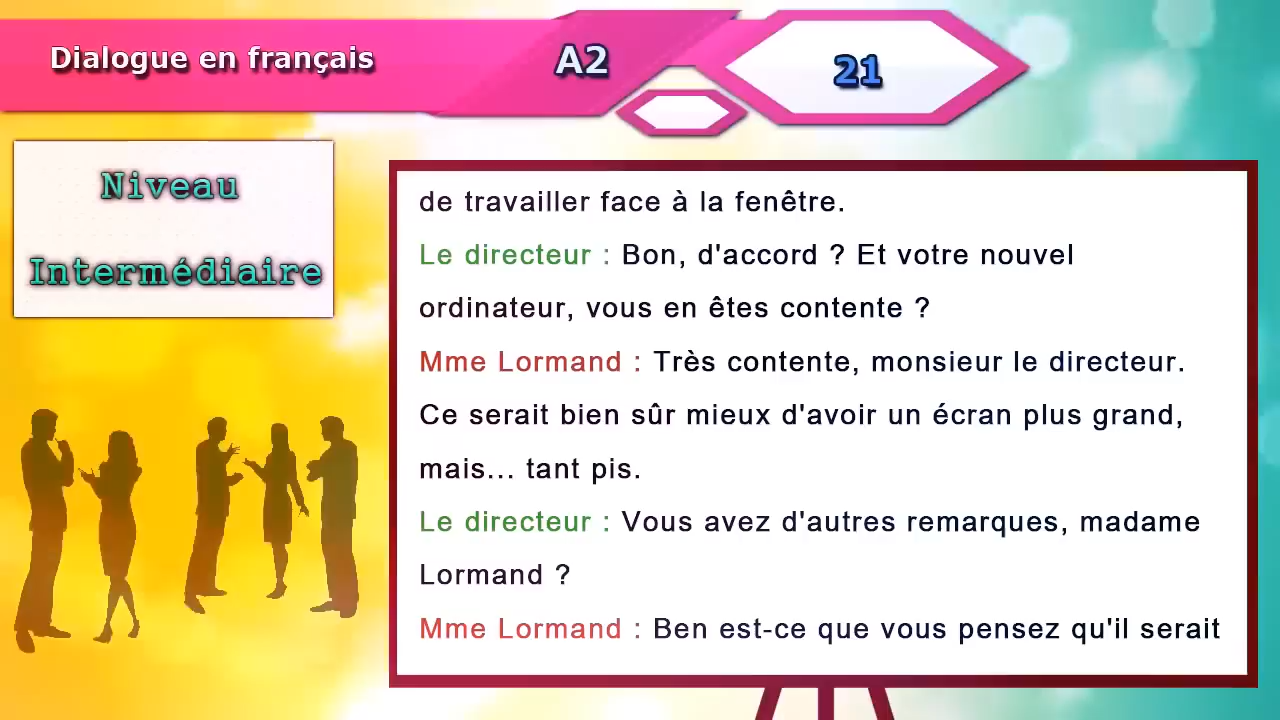 Dialogue en français
A2
21
Niveau
Intermédiaire
de travailler face à la fenêtre.
Le directeur : Bon, d'accord ? Et votre nouvel
ordinateur, vous en êtes contente ?
Mme Lormand : Très contente, monsieur le directeur.
Ce serait bien sûr mieux d'avoir un écran plus grand,
mais... tant pis.
Le directeur : Vous avez d'autres remarques, madame
Lormand ?
Mme Lormand : Ben est-ce que vous pensez qu'il serait